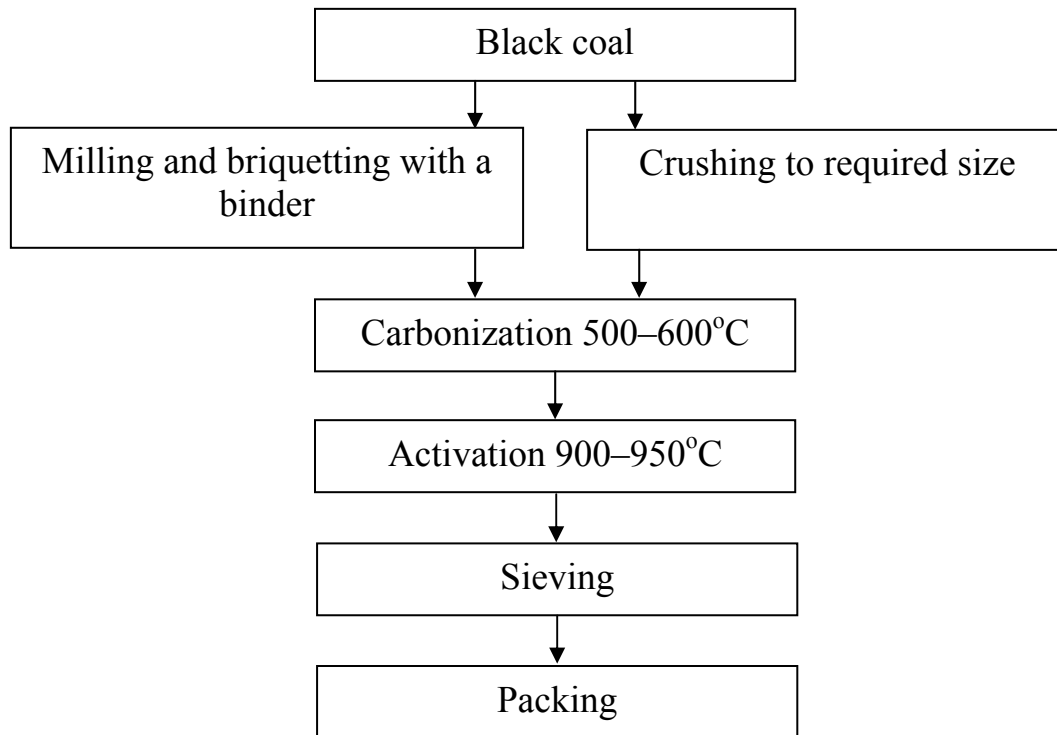 Black coal
Milling and briquetting with a
binder
Crushing to required size
Carbonization 500–600°C
Activation 900–950°C
Sieving
Packing